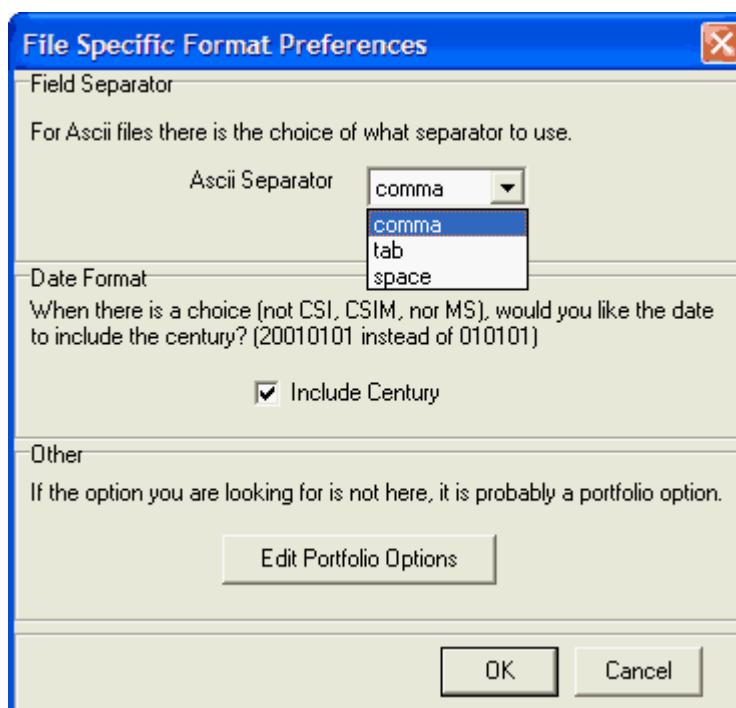 File Specific Format Preferences
Field Separator
For Ascii files there is the choice of what separator to use.
Ascii Separator
comma
comma
tab
space
Date Format
When there is a choice (not CSI, CSIM, nor MS), would you like the date
to include the century? (20010101 instead of 010101)
Include Century
Other
If the option you are looking for is not here, it is probably a portfolio option.
Edit Portfolio Options
OK
Cancel